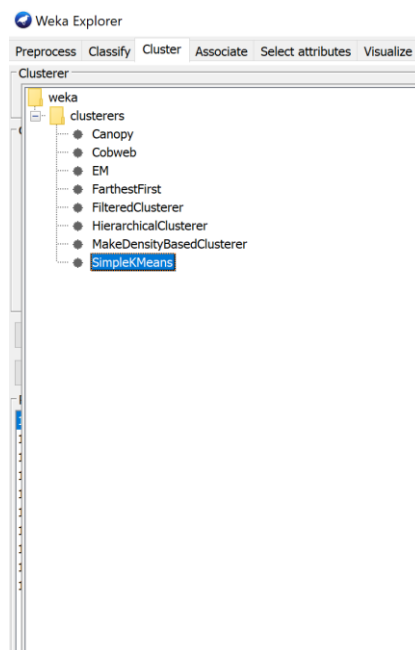 Weka Explorer
Preprocess Classify Cluster Associate Select attributes Visualize
Clusterer
weka
clusterers
Canopy
Cobweb
EM
FarthestFirst
FilteredClusterer
HierarchicalClusterer
MakeDensityBasedClusterer
SimpleKMeans